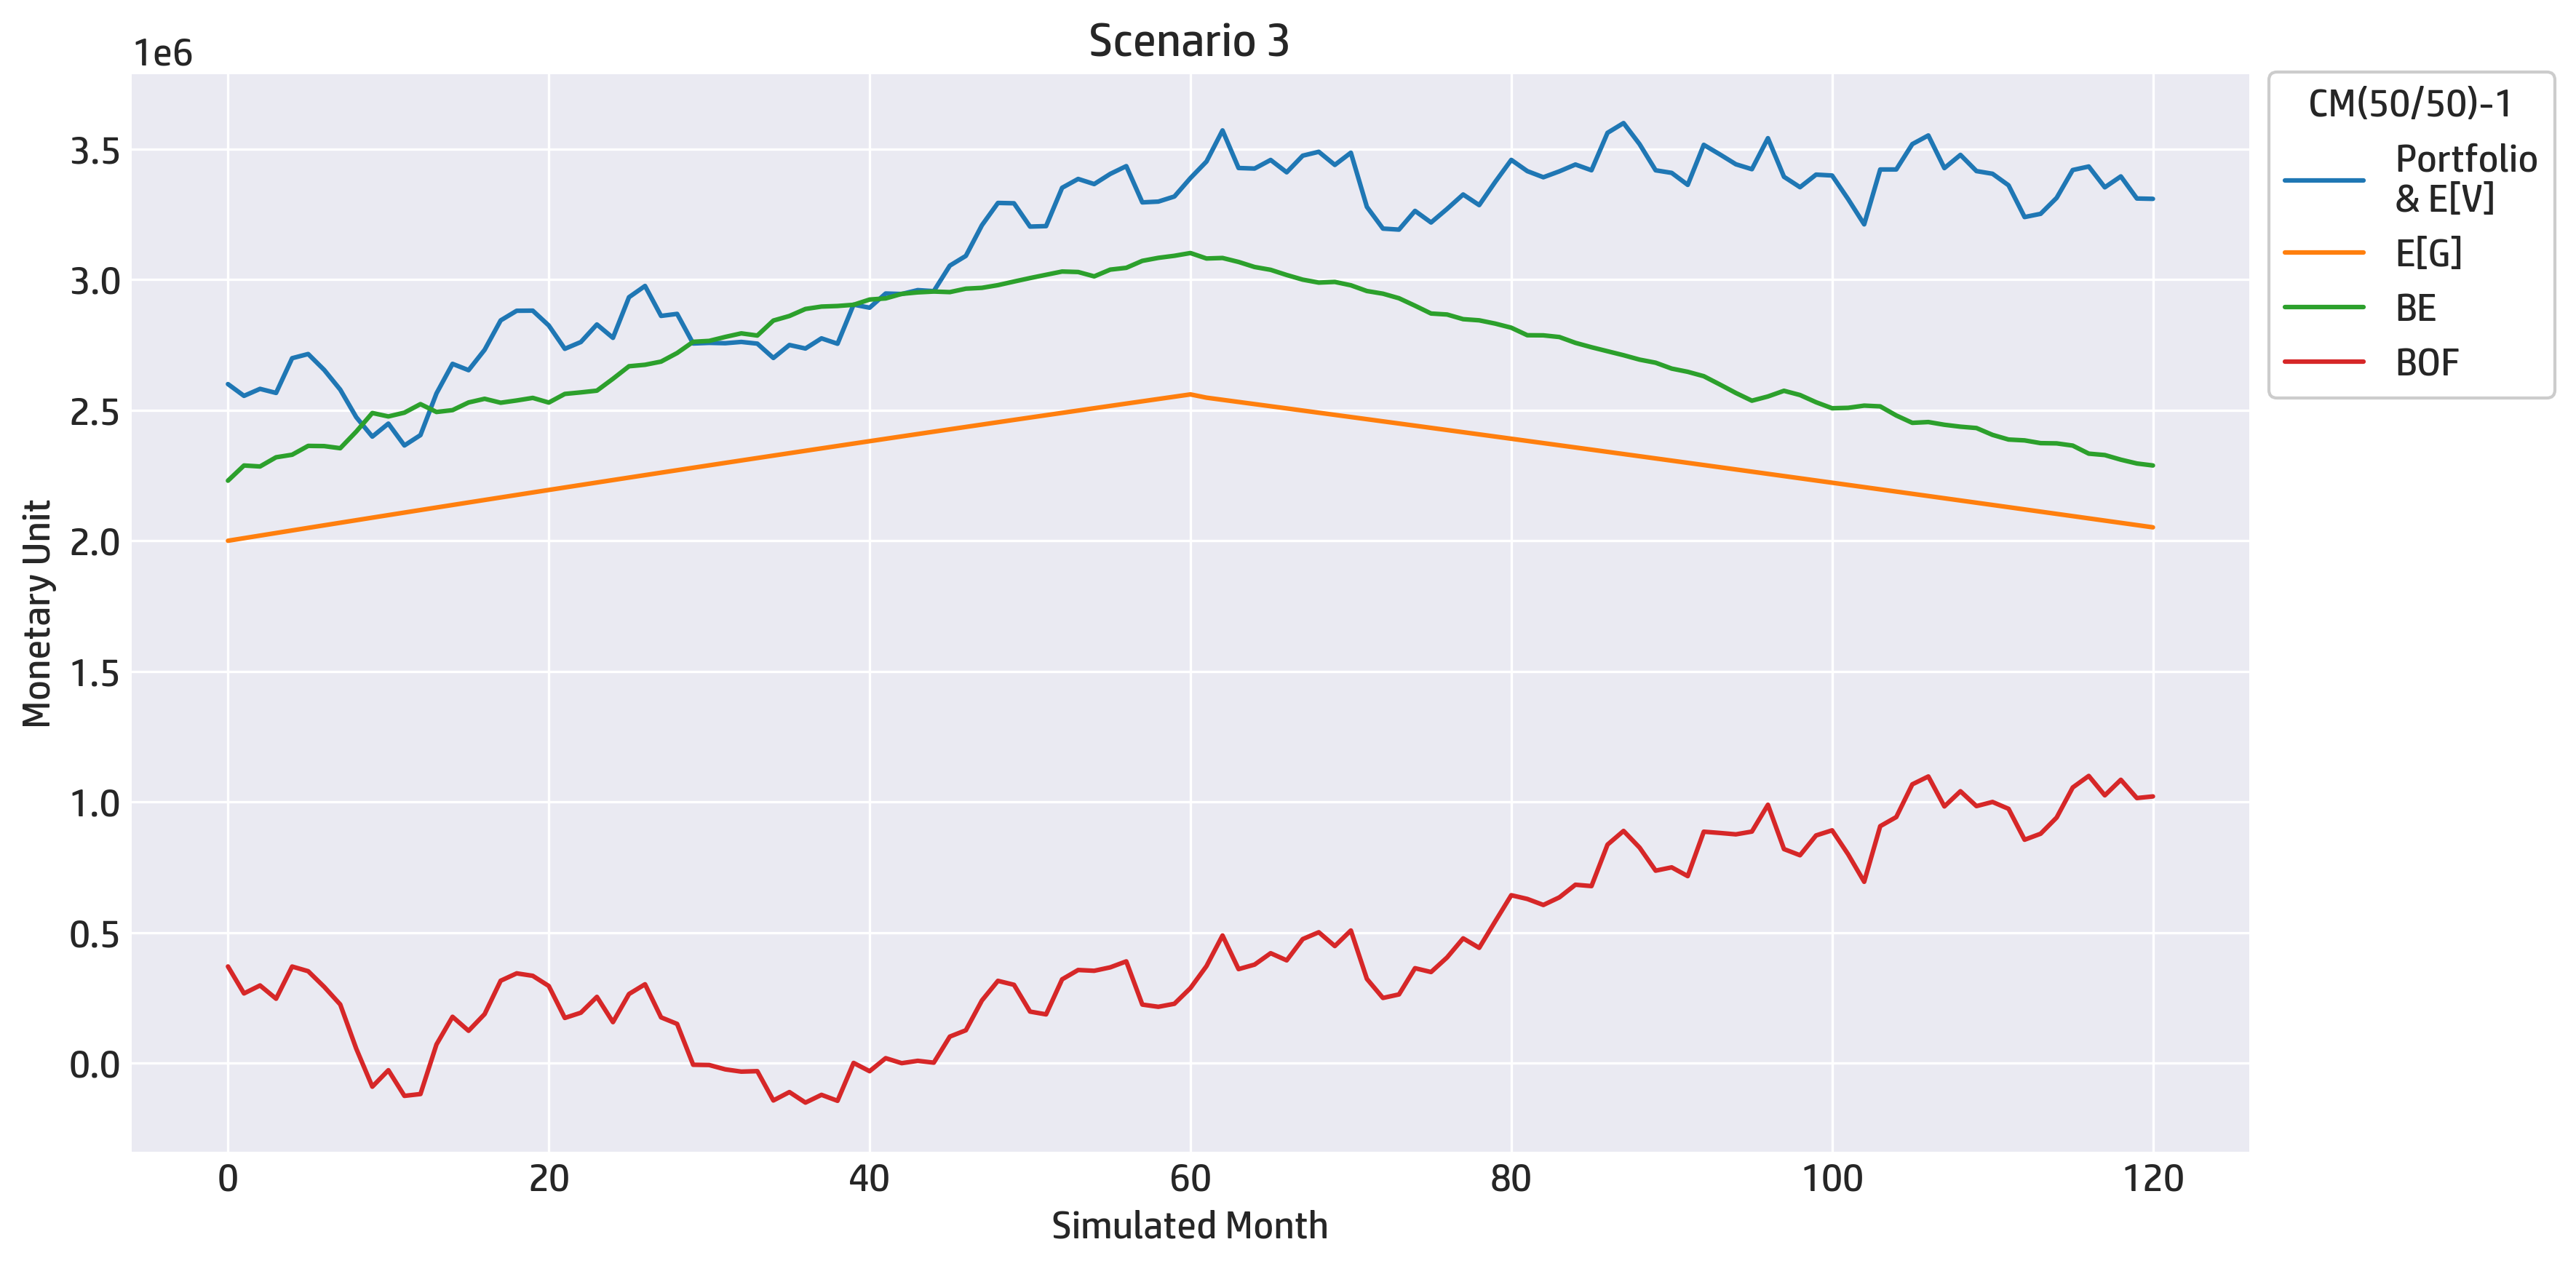 Scenario 3
1e6
3.5
3.0
2.5
2.0
1.5
1.0
0.5
0.0
Monetary Unit
0 20 40 60 80 100 120
Simulated Month
CM(50/50)-1
Portfolio
& E[V]
E[G]
BE
BOF